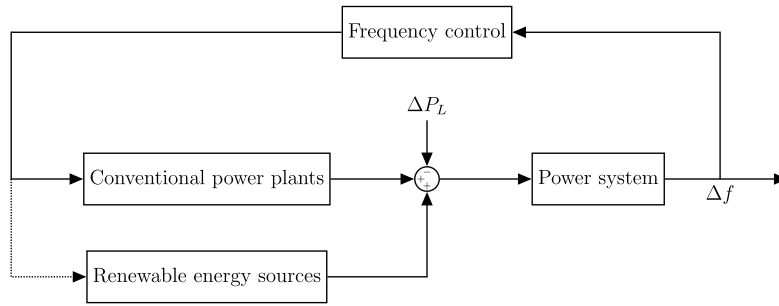 Frequency control
ΔP_L
−
Conventional power plants
+
+
Power system
Δf
Renewable energy sources